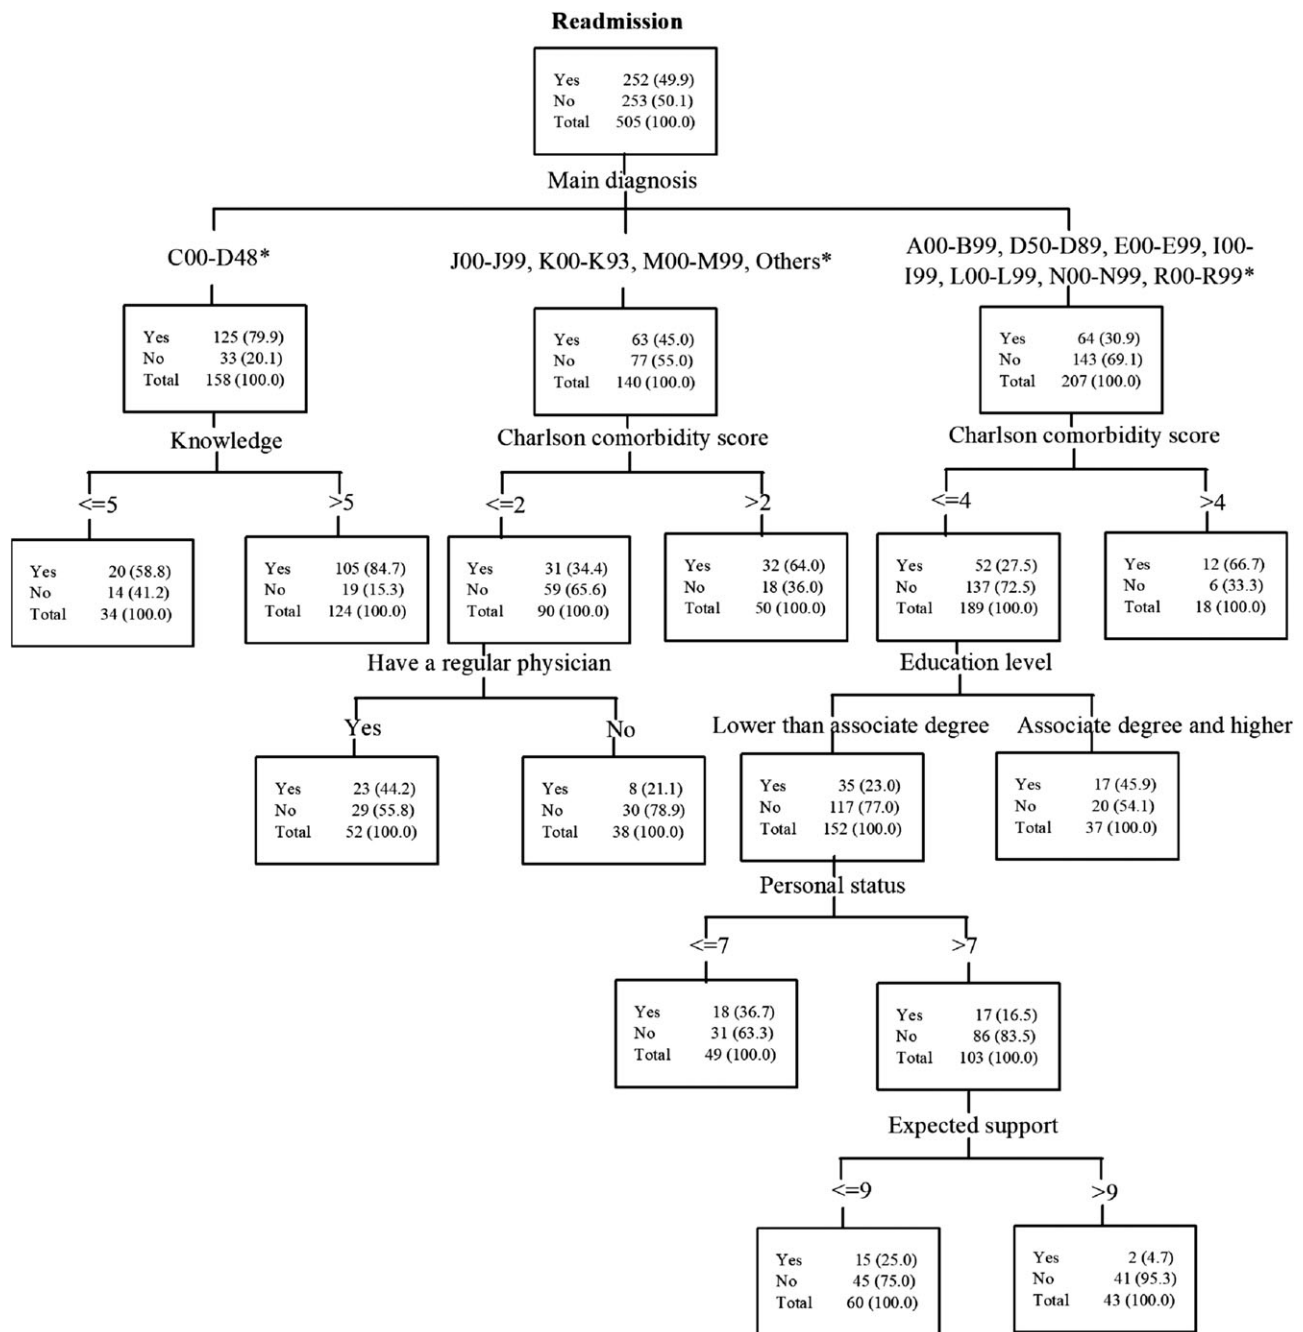 Readmission
Yes 252 (49.9)
No 253 (50.1)
Total 505 (100.0)
Main diagnosis
C00-D48*
J00-J99, K00-K93, M00-M99, Others*
A00-B99, D50-D89, E00-E99, I00-
I99, L00-L99, N00-N99, R00-R99*
Yes 125 (79.9)
No 33 (20.1)
Total 158 (100.0)
Yes 63 (45.0)
No 77 (55.0)
Total 140 (100.0)
Yes 64 (30.9)
No 143 (69.1)
Total 207 (100.0)
Knowledge
Charlson comorbidity score
Charlson comorbidity score
<=5
>5
<=2
>2
<=4
>4
Yes 20 (58.8)
No 14 (41.2)
Total 34 (100.0)
Yes 105 (84.7)
No 19 (15.3)
Total 124 (100.0)
Yes 31 (34.4)
No 59 (65.6)
Total 90 (100.0)
Yes 32 (64.0)
No 18 (36.0)
Total 50 (100.0)
Yes 52 (27.5)
No 137 (72.5)
Total 189 (100.0)
Yes 12 (66.7)
No 6 (33.3)
Total 18 (100.0)
Have a regular physician
Education level
Yes
No
Lower than associate degree
Associate degree and higher
Yes 23 (44.2)
No 29 (55.8)
Total 52 (100.0)
Yes 8 (21.1)
No 30 (78.9)
Total 38 (100.0)
Yes 35 (23.0)
No 117 (77.0)
Total 152 (100.0)
Yes 17 (45.9)
No 20 (54.1)
Total 37 (100.0)
Personal status
<=7
>7
Yes 18 (36.7)
No 31 (63.3)
Total 49 (100.0)
Yes 17 (16.5)
No 86 (83.5)
Total 103 (100.0)
Expected support
<=9
>9
Yes 15 (25.0)
No 45 (75.0)
Total 60 (100.0)
Yes 2 (4.7)
No 41 (95.3)
Total 43 (100.0)